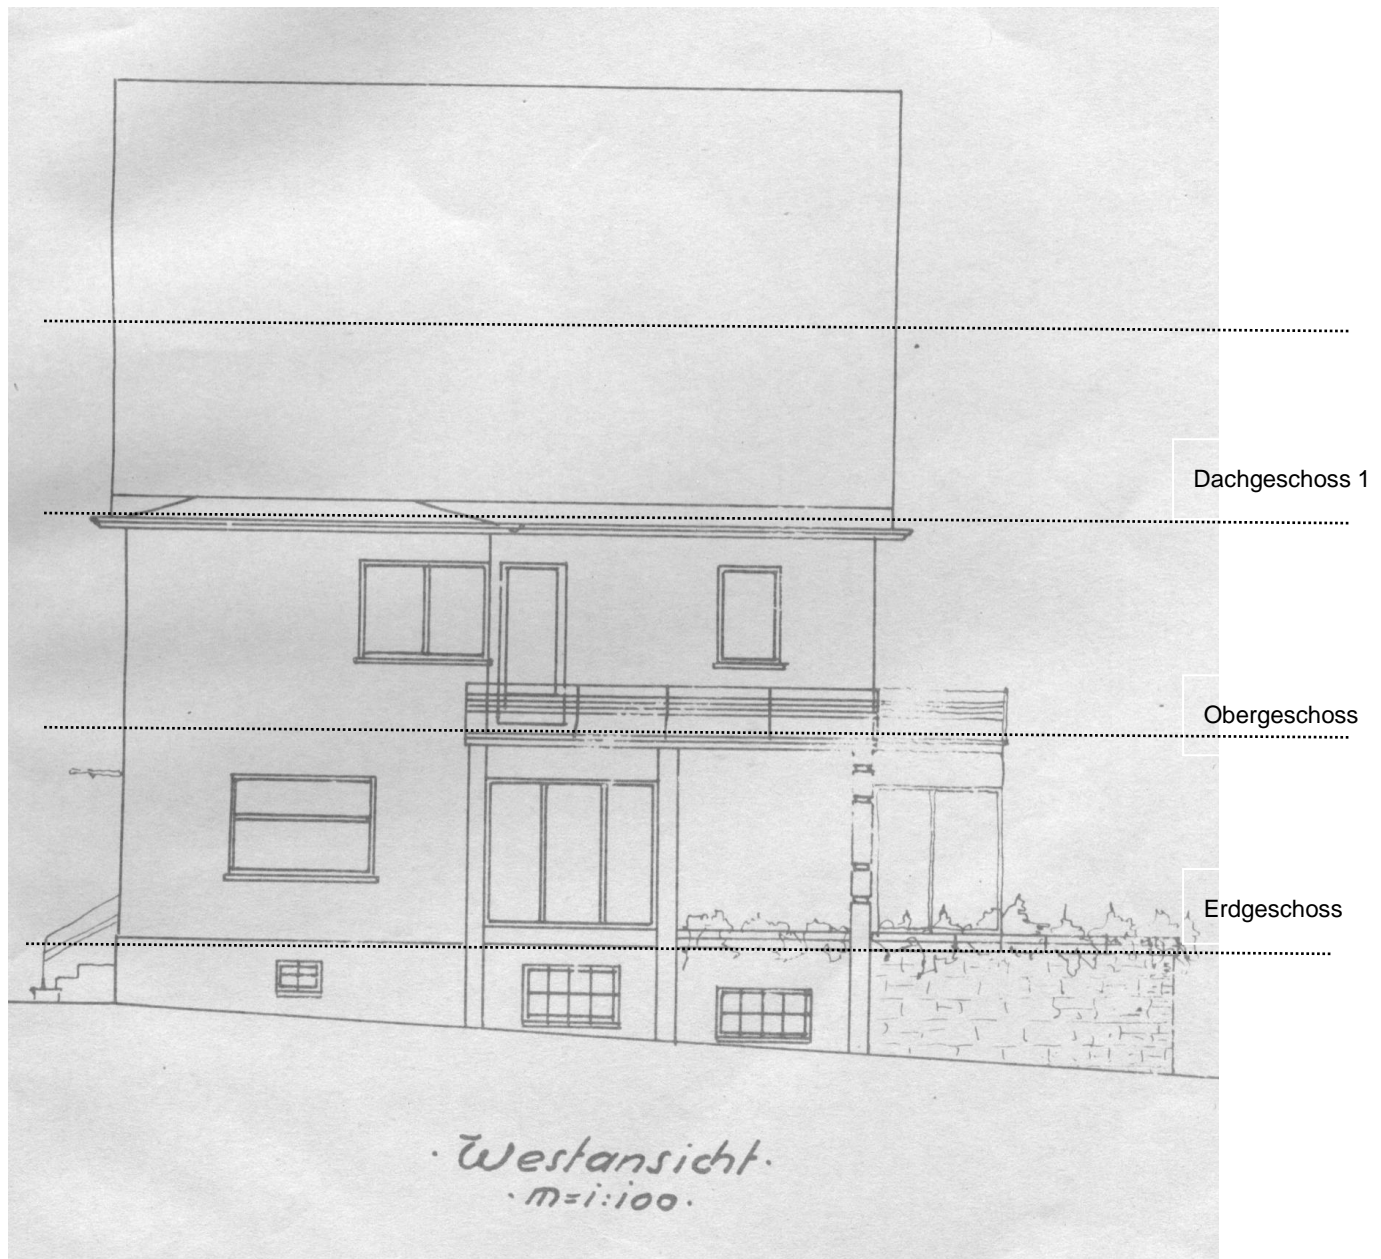 Dachgeschoss 1
Obergeschoss
Erdgeschoss
· Westansicht ·
· m=1:100 ·